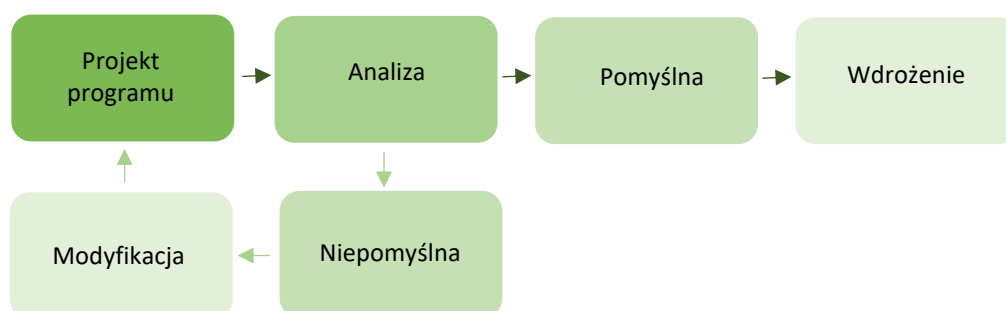 Projekt
programu
Analiza
Pomyślna
Wdrożenie
Modyfikacja
Niepomyślna